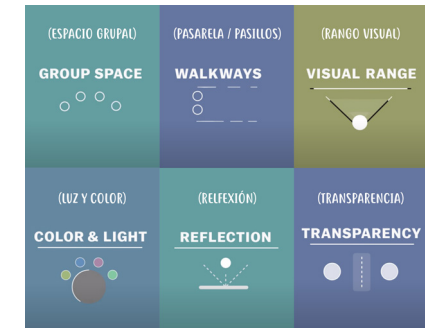 (ESPACIO GRUPAL)
GROUP SPACE
(PASARELA / PASILLOS)
WALKWAYS
(RANGO VISUAL)
VISUAL RANGE
(LUZ Y COLOR)
COLOR & LIGHT
(RELFEXIÓN)
REFLECTION
(TRANSPARENCIA)
TRANSPARENCY